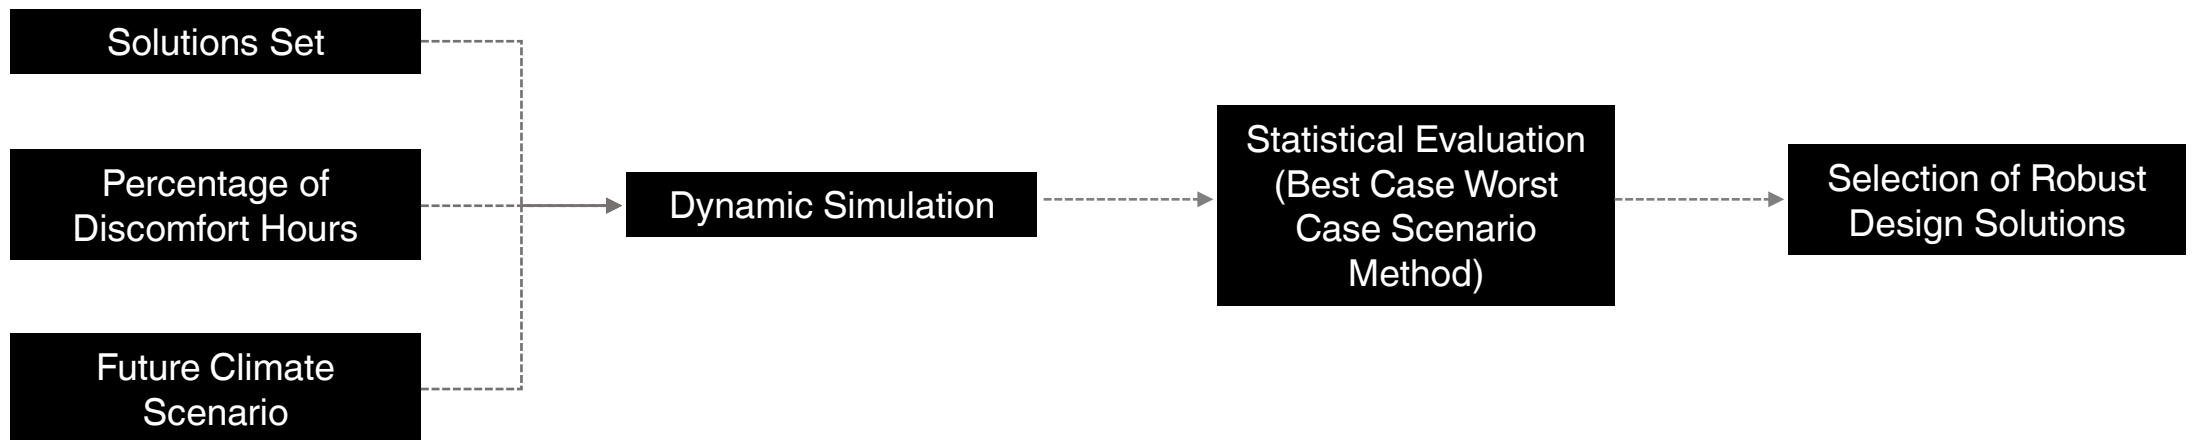 Solutions Set
Percentage of
Discomfort Hours
Future Climate
Scenario
Dynamic Simulation
Statistical Evaluation
(Best Case Worst
Case Scenario
Method)
Selection of Robust
Design Solutions